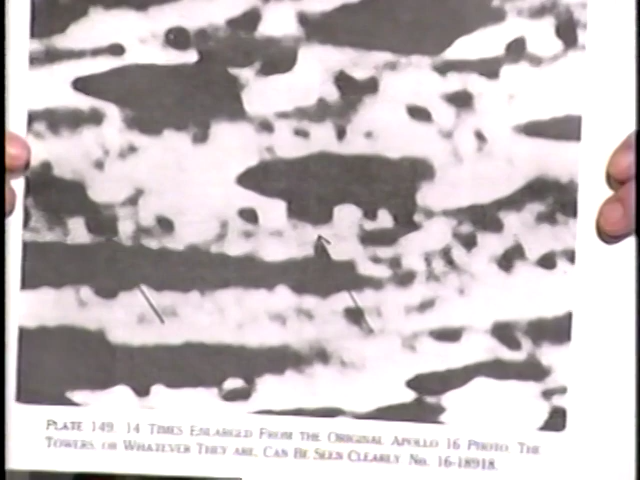 PLATE 149 14 TIMES ENLARGED FROM THE ORIGINAL APOLLO 16 PHOTO THE
TOWERS, OR WHATEVER THEY ARE, CAN BE SEEN CLEARLY NO. 16-18918.